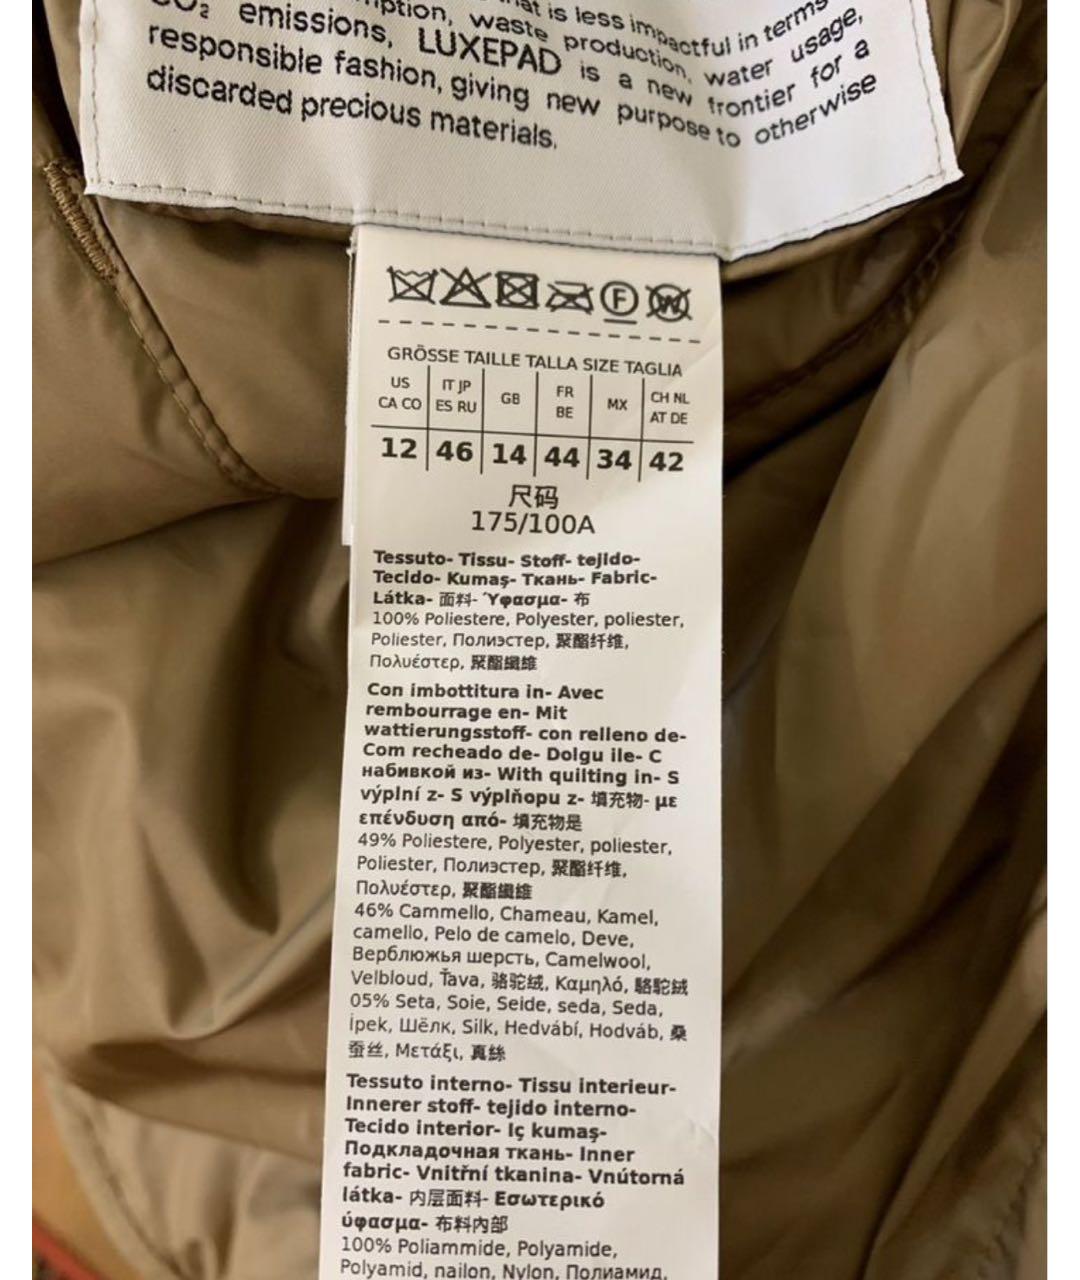 that is less impactful in terms
mption, waste production, water usage,
CO₂ emissions, LUXEPAD is a new frontier for a
responsible fashion, giving new purpose to otherwise
discarded precious materials.
F W
GRÖSSE TAILLE TALLA SIZE TAGLIA
US CA CO | IT JP ES RU | GB | FR BE | MX | CH NL AT DE
12 | 46 | 14 | 44 | 34 | 42
尺码
175/100A
Tessuto- Tissu- Stoff- tejido-
Tecido- Kumaş- Ткань- Fabric-
Látka- 面料- Ύφασμα- 布
100% Poliestere, Polyester, poliester,
Poliester, Полиэстер, 聚酯纤维,
Πολυέστερ, 聚酯纖維
Con imbottitura in- Avec
rembourrage en- Mit
wattierungsstoff- con relleno de-
Com recheado de- Dolgu ile- С
набивкой из- With quilting in- S
výplní z- S výplňopu z- 填充物- με
επένδυση από- 填充物是
49% Poliestere, Polyester, poliester,
Poliester, Полиэстер, 聚酯纤维,
Πολυέστερ, 聚酯纖維
46% Cammello, Chameau, Kamel,
camello, Pelo de camelo, Deve,
Верблюжья шерсть, Camelwool,
Velbloud, Ťava, 骆驼绒, Καμηλό, 駱駝絨
05% Seta, Soie, Seide, seda, Seda,
İpek, Шёлк, Silk, Hedvábí, Hodváb, 桑
蚕丝, Μετάξι, 真絲
Tessuto interno- Tissu interieur-
Innerer stoff- tejido interno-
Tecido interior- Iç kumaş-
Подкладочная ткань- Inner
fabric- Vnitřní tkanina- Vnútorná
látka- 内层面料- Εσωτερικό
ύφασμα- 布料內部
100% Poliammide, Polyamide,
Polyamid, nailon, Nylon, Полиамид,